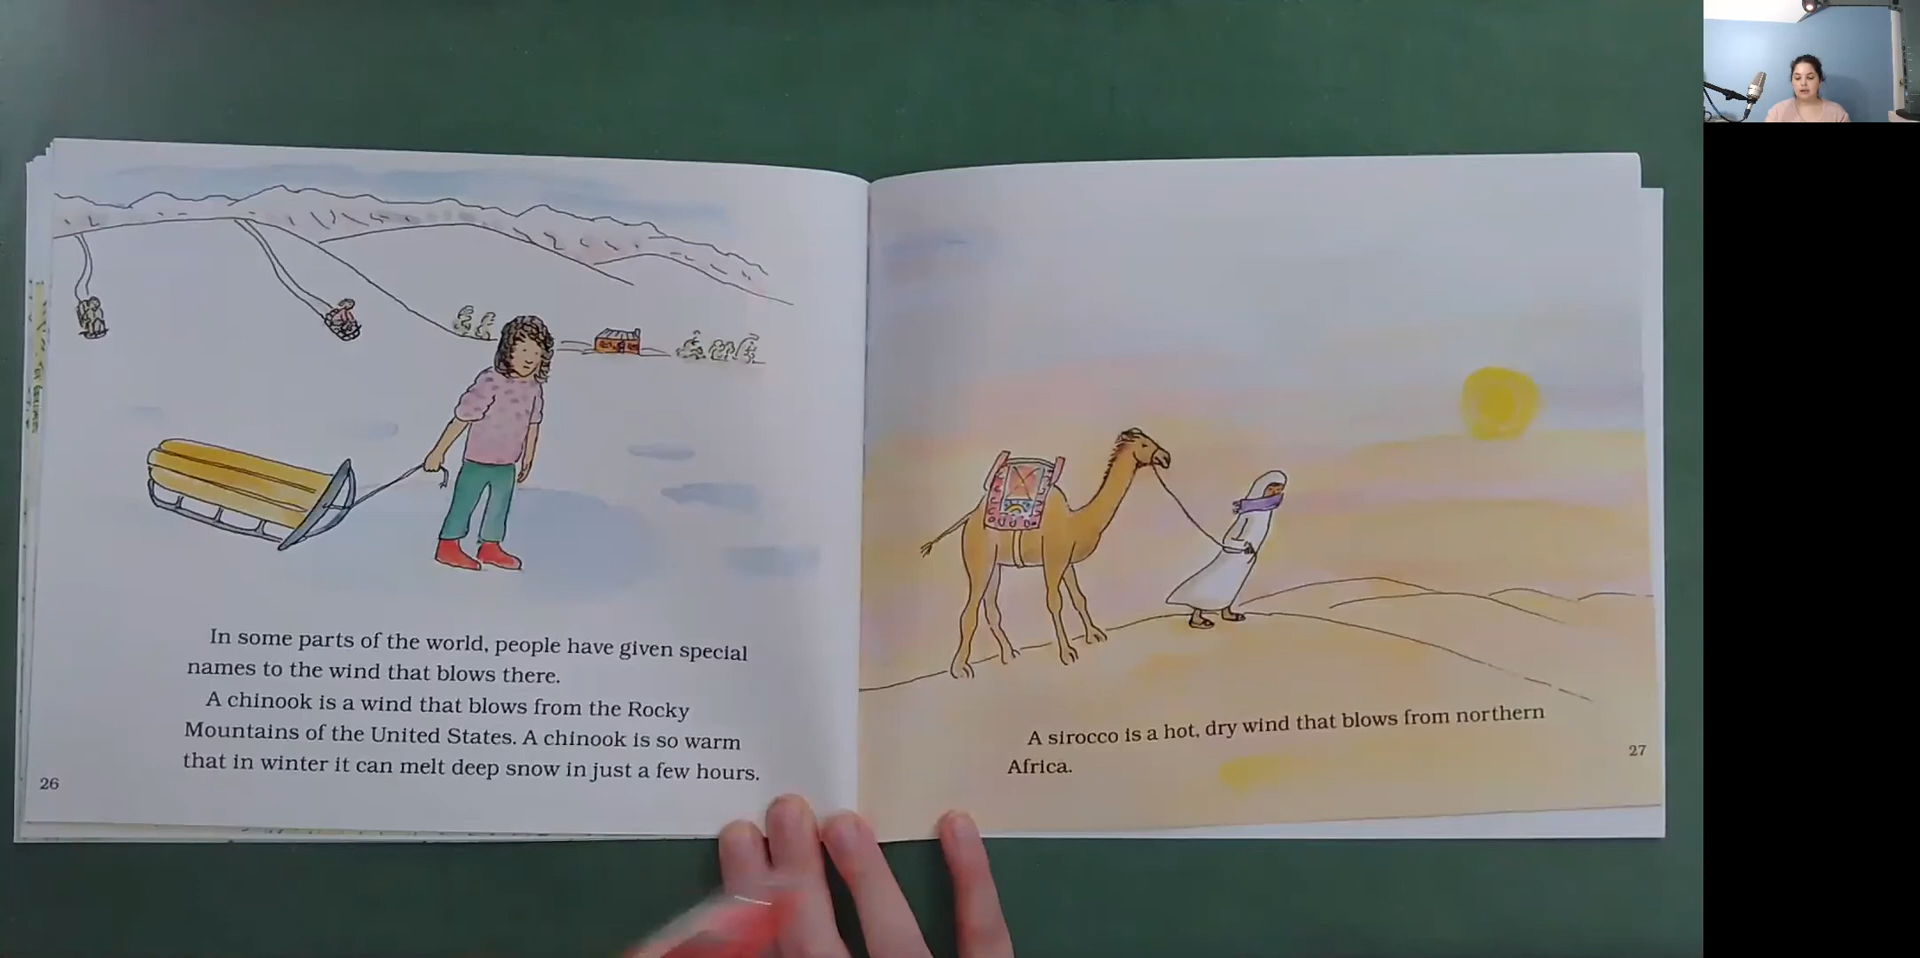 In some parts of the world, people have given special
names to the wind that blows there.
A chinook is a wind that blows from the Rocky
Mountains of the United States. A chinook is so warm
that in winter it can melt deep snow in just a few hours.
26
A sirocco is a hot, dry wind that blows from northern
Africa.
27